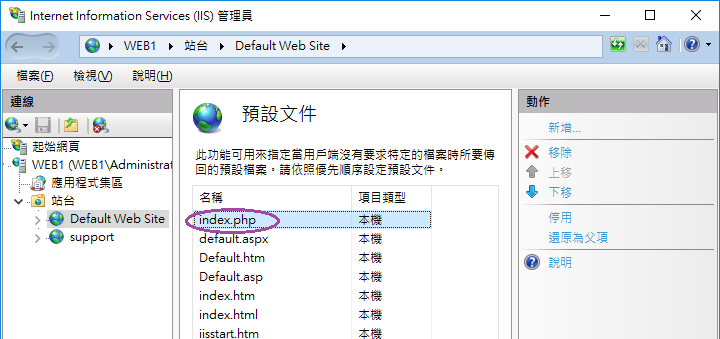 Internet Information Services (IIS) 管理員
WEB1 站台 Default Web Site
檔案(F) 檢視(V) 說明(H)
連線
起始網頁
WEB1 (WEB1\Administrat
應用程式集區
站台
Default Web Site
support
預設文件
此功能可用來指定當用戶端沒有要求特定的檔案時所要傳
回的預設檔案。請依照優先順序設定預設文件。
名稱 項目類型
index.php 本機
default.aspx 本機
Default.htm 本機
Default.asp 本機
index.htm 本機
index.html 本機
iisstart.htm 本機
動作
新增...
移除
上移
下移
停用
還原為父項
說明